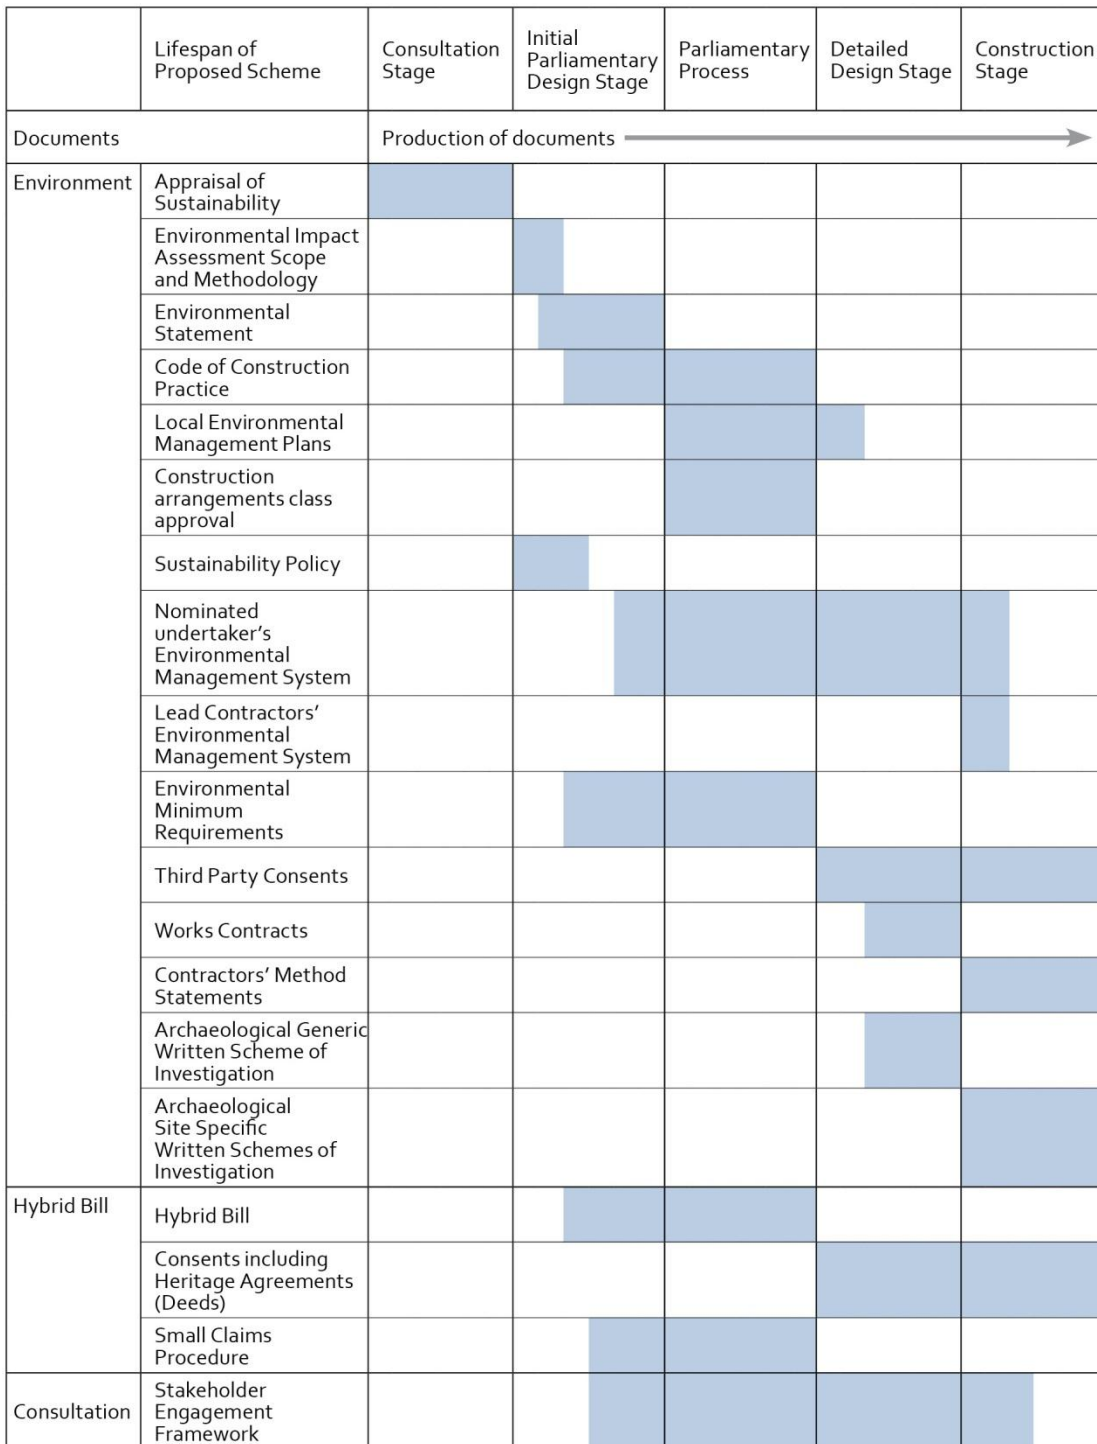 Lifespan of
Proposed Scheme
Consultation
Stage
Initial
Parliamentary
Design Stage
Parliamentary
Process
Detailed
Design Stage
Construction
Stage
Documents
Production of documents
Environment
Appraisal of
Sustainability
Environmental Impact
Assessment Scope
and Methodology
Environmental
Statement
Code of Construction
Practice
Local Environmental
Management Plans
Construction
arrangements class
approval
Sustainability Policy
Nominated
undertaker’s
Environmental
Management System
Lead Contractors’
Environmental
Management System
Environmental
Minimum
Requirements
Third Party Consents
Works Contracts
Contractors’ Method
Statements
Archaeological Generic
Written Scheme of
Investigation
Archaeological
Site Specific
Written Schemes of
Investigation
Hybrid Bill
Hybrid Bill
Consents including
Heritage Agreements
(Deeds)
Small Claims
Procedure
Consultation
Stakeholder
Engagement
Framework